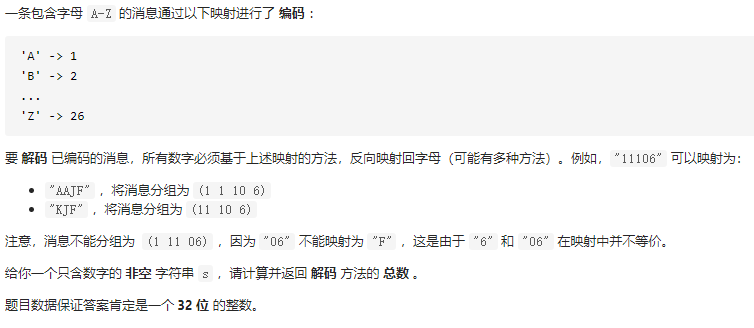 一条包含字母 A-Z 的消息通过以下映射进行了 编码 ：
'A' -> 1
'B' -> 2
...
'Z' -> 26
要 解码 已编码的消息，所有数字必须基于上述映射的方法，反向映射回字母（可能有多种方法）。例如，"11106" 可以映射为：
• "AAJF" ，将消息分组为 (1 1 10 6)
• "KJF" ，将消息分组为 (11 10 6)
注意，消息不能分组为 (1 11 06) ，因为 "06" 不能映射为 "F" ，这是由于 "6" 和 "06" 在映射中并不等价。
给你一个只含数字的 非空 字符串 s ，请计算并返回 解码 方法的 总数 。
题目数据保证答案肯定是一个 32 位 的整数。